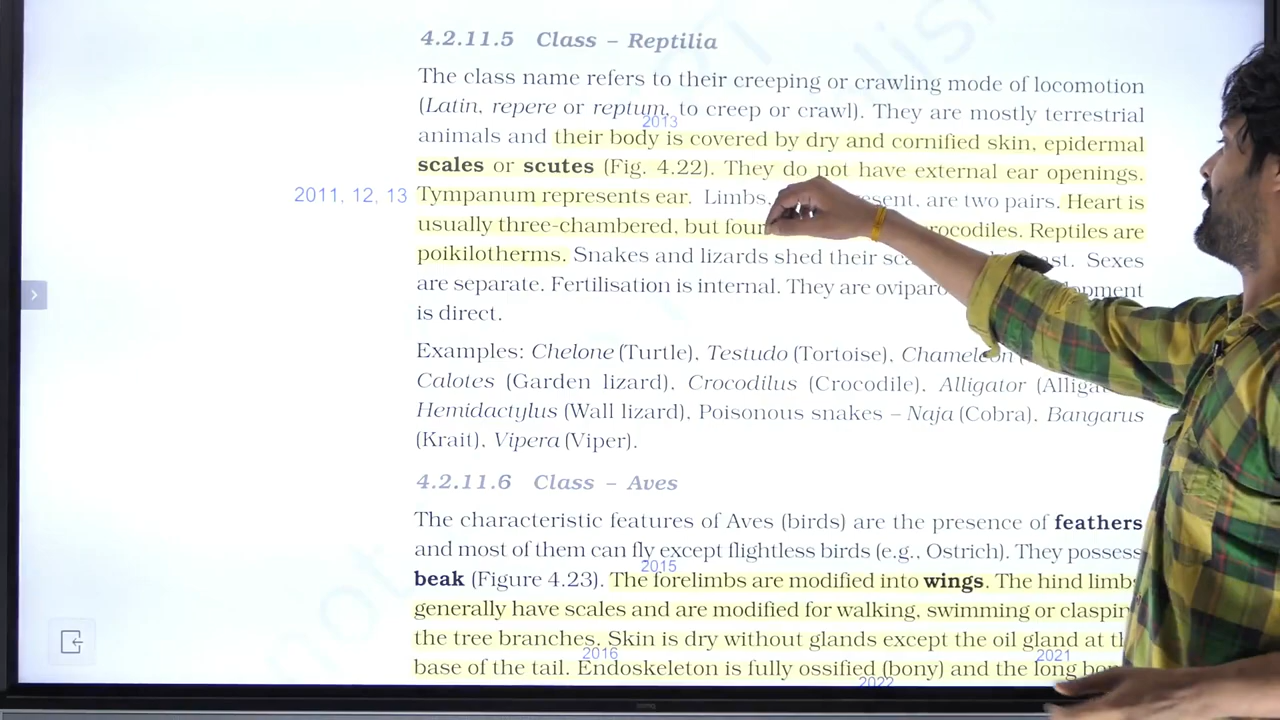 4.2.11.5 Class – Reptilia
The class name refers to their creeping or crawling mode of locomotion
(Latin, repere or reptum, to creep or crawl). They are mostly terrestrial
2013
animals and their body is covered by dry and cornified skin, epidermal
scales or scutes (Fig. 4.22). They do not have external ear openings.
2011, 12, 13 Tympanum represents ear. Limbs, are two pairs. Heart is
usually three-chambered, but four rocodiles. Reptiles are
poikilotherms. Snakes and lizards shed their Sexes
are separate. Fertilisation is internal. They are
is direct.
Examples: Chelone (Turtle), Testudo (Tortoise), Chameleon
Calotes (Garden lizard), Crocodilus (Crocodile), Alligator
Hemidactylus (Wall lizard), Poisonous snakes – Naja (Cobra), Bangarus
(Krait), Vipera (Viper).
4.2.11.6 Class – Aves
The characteristic features of Aves (birds) are the presence of feathers
and most of them can fly except flightless birds (e.g., Ostrich). They possess
2015
beak (Figure 4.23). The forelimbs are modified into wings. The hind limbs
generally have scales and are modified for walking, swimming or claspin
the tree branches. Skin is dry without glands except the oil gland at th
2016 2021
base of the tail. Endoskeleton is fully ossified (bony) and the long
2022